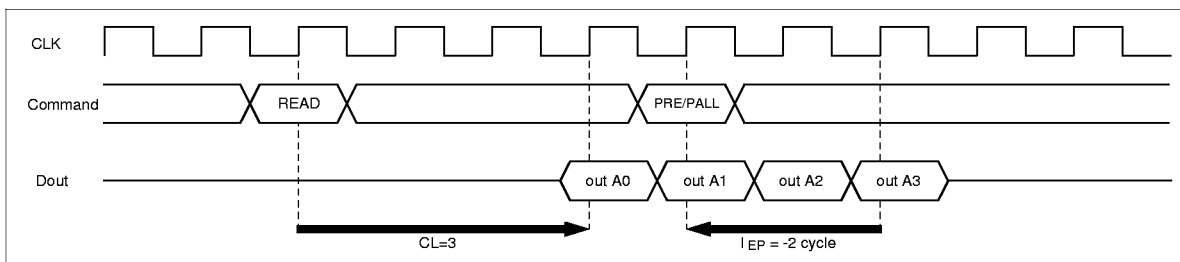 CLK
Command READ PRE/PALL
Dout out A0 out A1 out A2 out A3
CL=3 l EP = -2 cycle